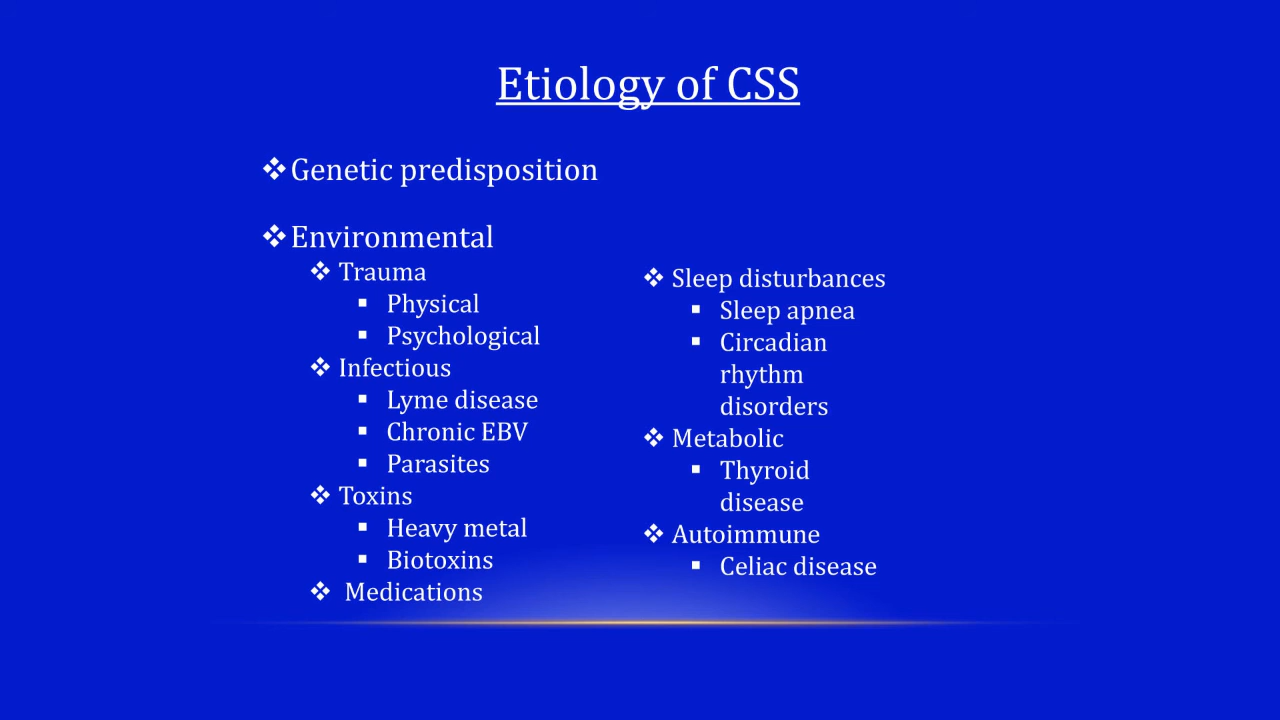 Etiology of CSS
❖Genetic predisposition
❖Environmental
❖ Trauma
▪ Physical
▪ Psychological
❖ Infectious
▪ Lyme disease
▪ Chronic EBV
▪ Parasites
❖ Toxins
▪ Heavy metal
▪ Biotoxins
❖ Medications
❖ Sleep disturbances
▪ Sleep apnea
▪ Circadian
rhythm
disorders
❖ Metabolic
▪ Thyroid
disease
❖ Autoimmune
▪ Celiac disease